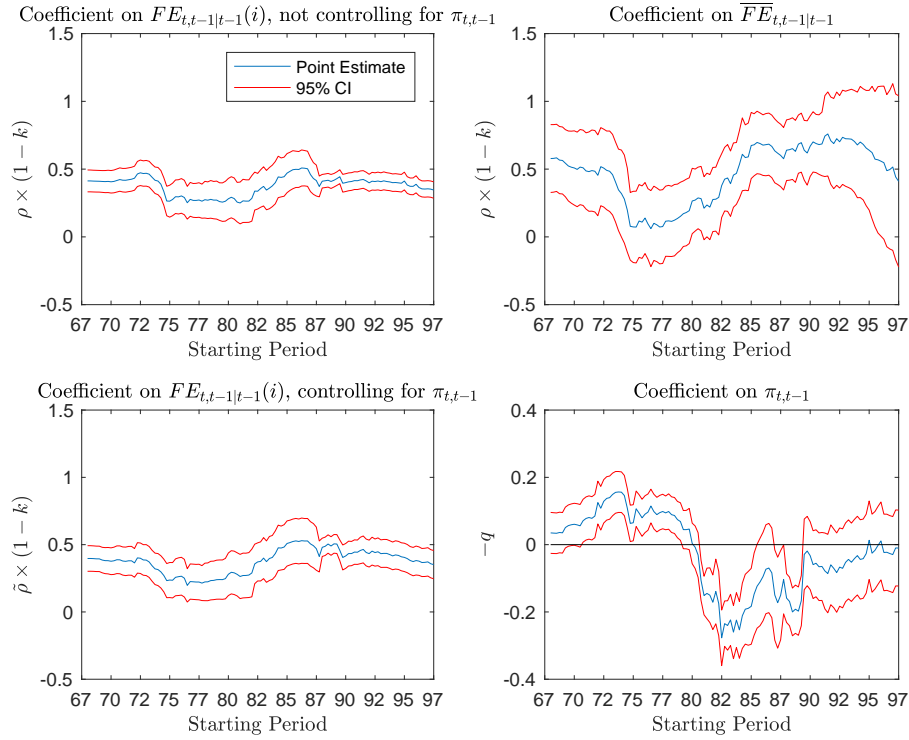 Coefficient on FE_{t,t−1|t−1}(i), not controlling for π_{t,t−1}
1.5
1
0.5
0
-0.5
ρ × (1 − k)
Point Estimate
95% CI
67 70 72 75 77 80 82 85 87 90 92 95 97
Starting Period
Coefficient on \overline{FE}_{t,t−1|t−1}
1.5
1
0.5
0
-0.5
ρ × (1 − k)
67 70 72 75 77 80 82 85 87 90 92 95 97
Starting Period
Coefficient on FE_{t,t−1|t−1}(i), controlling for π_{t,t−1}
1.5
1
0.5
0
-0.5
ρ̃ × (1 − k)
67 70 72 75 77 80 82 85 87 90 92 95 97
Starting Period
Coefficient on π_{t,t−1}
0.4
0.2
0
-0.2
-0.4
−q
67 70 72 75 77 80 82 85 87 90 92 95 97
Starting Period